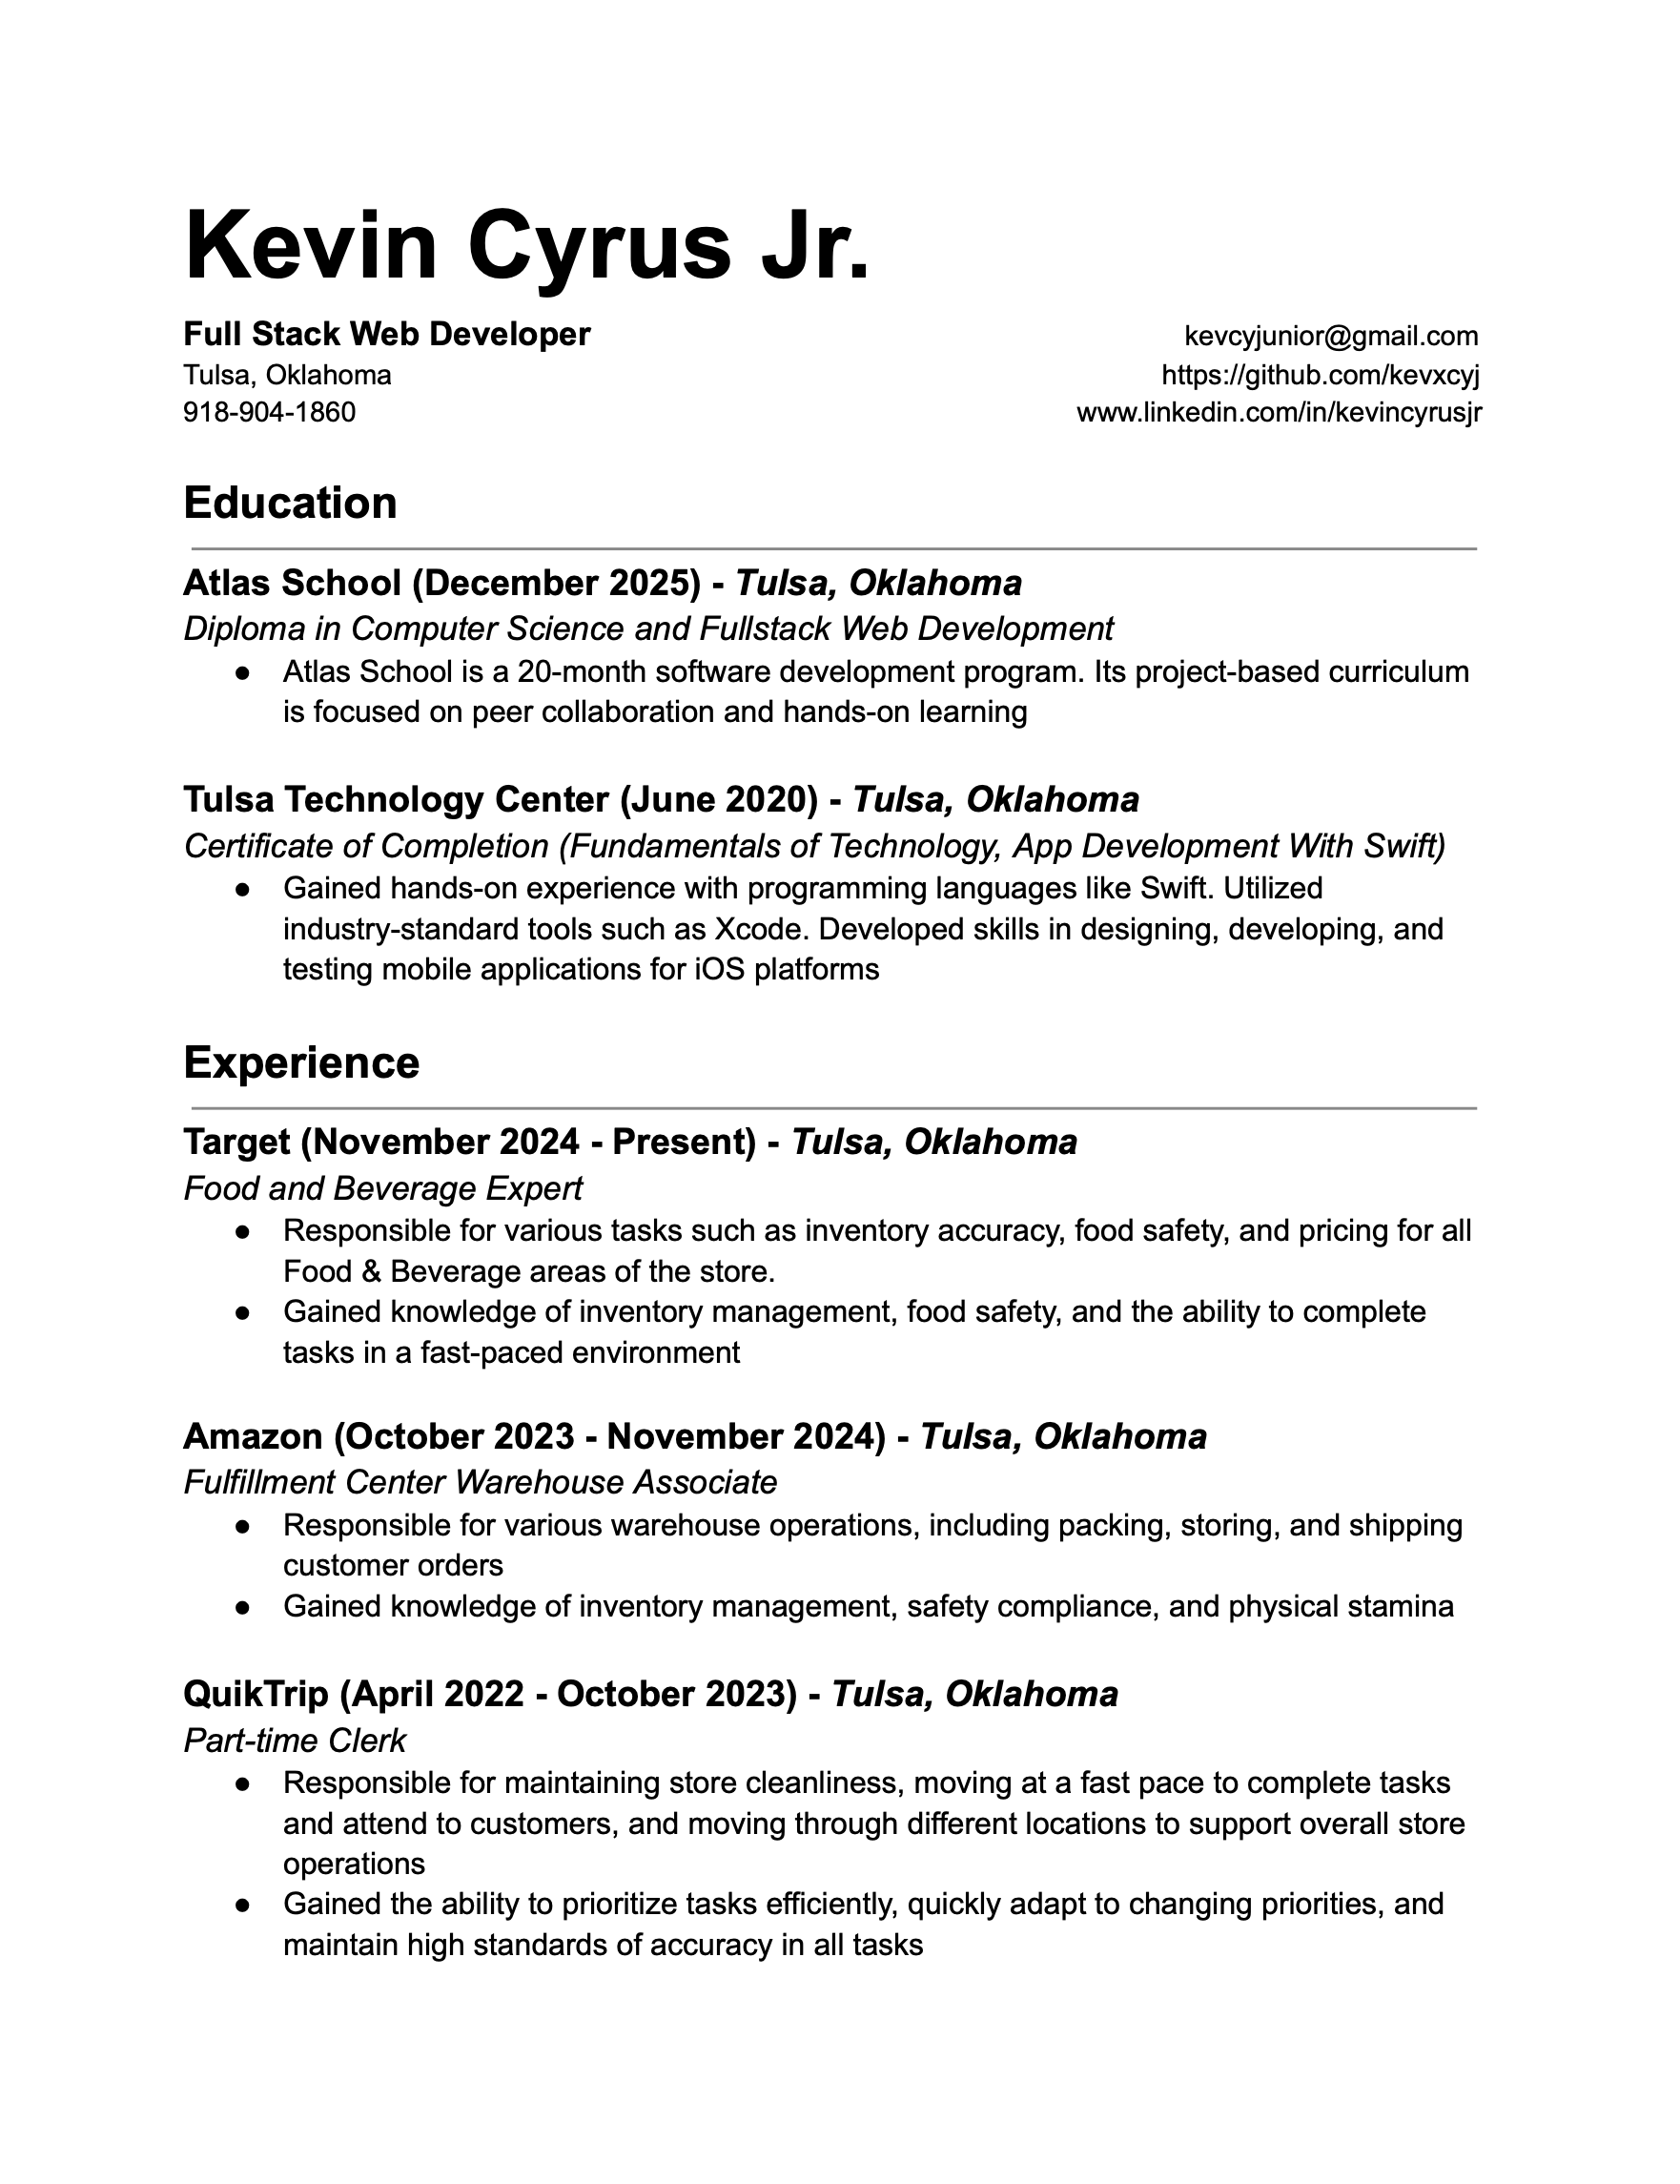 Kevin Cyrus Jr.
Full Stack Web Developer
kevcyjunior@gmail.com
Tulsa, Oklahoma
https://github.com/kevxcyj
918-904-1860
www.linkedin.com/in/kevincyrusjr
Education
Atlas School (December 2025) - Tulsa, Oklahoma
Diploma in Computer Science and Fullstack Web Development
● Atlas School is a 20-month software development program. Its project-based curriculum
is focused on peer collaboration and hands-on learning
Tulsa Technology Center (June 2020) - Tulsa, Oklahoma
Certificate of Completion (Fundamentals of Technology, App Development With Swift)
● Gained hands-on experience with programming languages like Swift. Utilized
industry-standard tools such as Xcode. Developed skills in designing, developing, and
testing mobile applications for iOS platforms
Experience
Target (November 2024 - Present) - Tulsa, Oklahoma
Food and Beverage Expert
● Responsible for various tasks such as inventory accuracy, food safety, and pricing for all
Food & Beverage areas of the store.
● Gained knowledge of inventory management, food safety, and the ability to complete
tasks in a fast-paced environment
Amazon (October 2023 - November 2024) - Tulsa, Oklahoma
Fulfillment Center Warehouse Associate
● Responsible for various warehouse operations, including packing, storing, and shipping
customer orders
● Gained knowledge of inventory management, safety compliance, and physical stamina
QuikTrip (April 2022 - October 2023) - Tulsa, Oklahoma
Part-time Clerk
● Responsible for maintaining store cleanliness, moving at a fast pace to complete tasks
and attend to customers, and moving through different locations to support overall store
operations
● Gained the ability to prioritize tasks efficiently, quickly adapt to changing priorities, and
maintain high standards of accuracy in all tasks